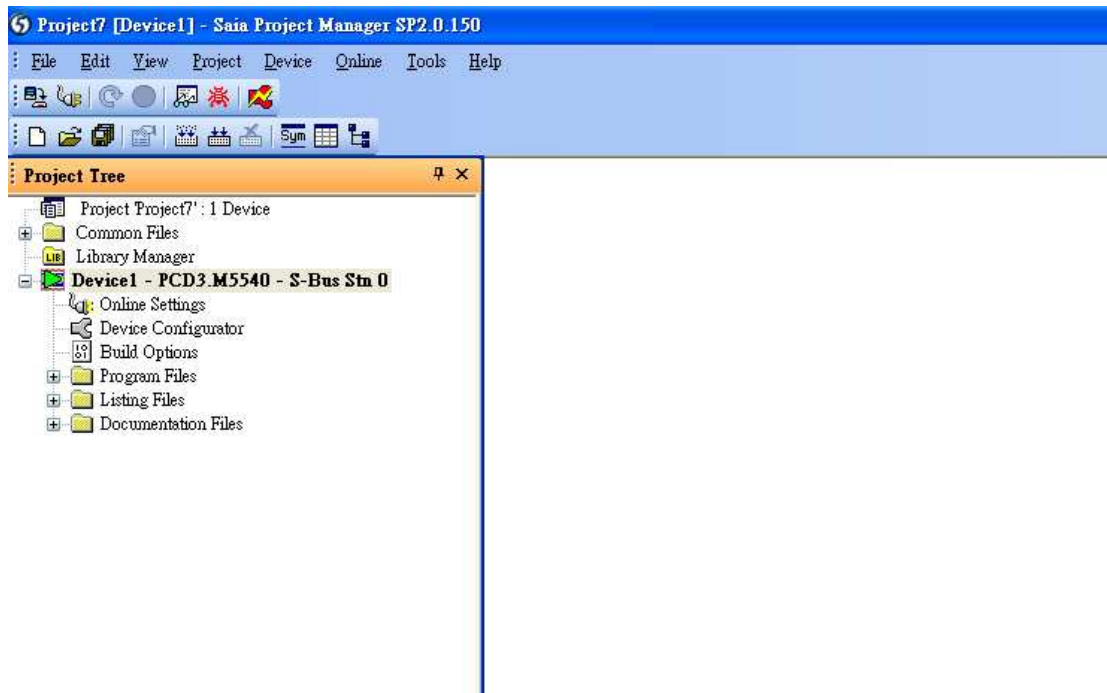 Project7 [Device1] - Saia Project Manager SP2.0.150
File Edit View Project Device Online Tools Help
Sym
Project Tree
Project 'Project7': 1 Device
Common Files
LIB Library Manager
Device1 - PCD3.M5540 - S-Bus Stn 0
Online Settings
Device Configurator
Build Options
Program Files
Listing Files
Documentation Files